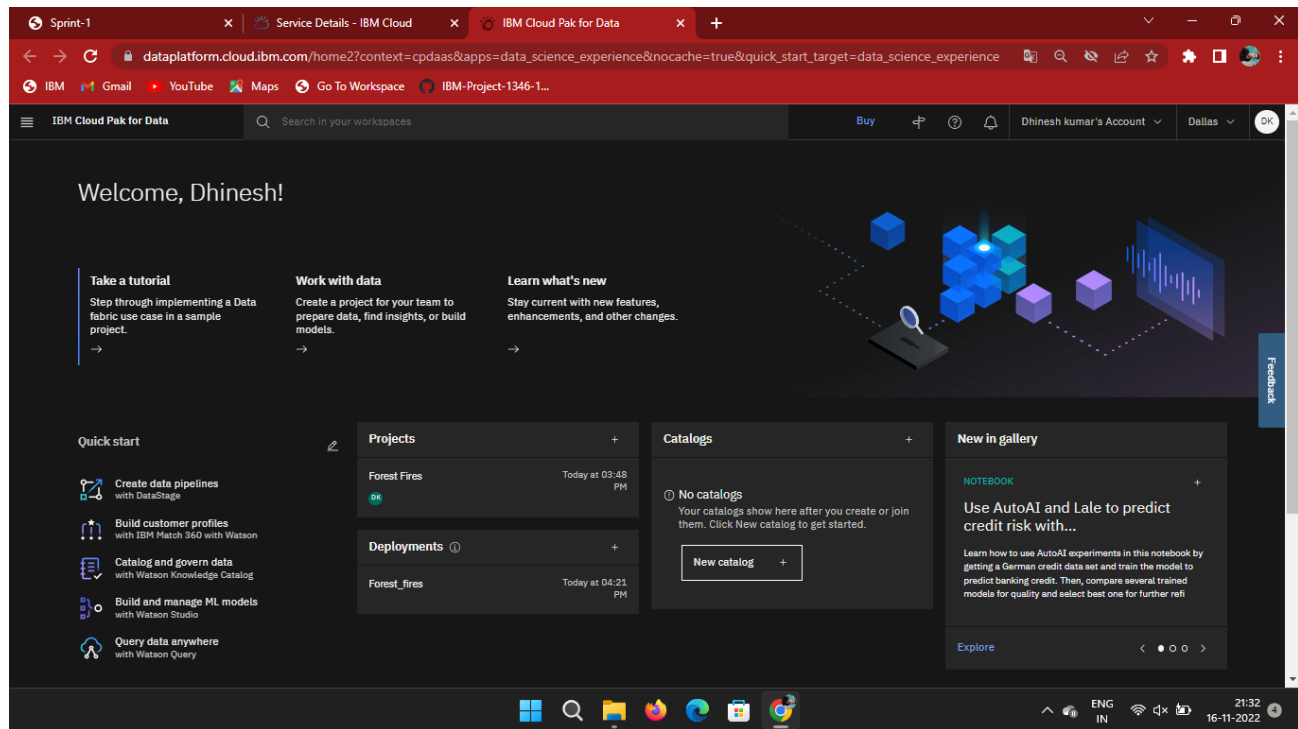 Sprint-1
Service Details - IBM Cloud
IBM Cloud Pak for Data
dataplatform.cloud.ibm.com/home2?context=cpdaas&apps=data_science_experience&nocache=true&quick_start_target=data_science_experience
IBM
Gmail
YouTube
Maps
Go To Workspace
IBM-Project-1346-1...
IBM Cloud Pak for Data
Search in your workspaces
Buy
Dhinesh kumar's Account
Dallas
DK
Welcome, Dhinesh!
Take a tutorial
Step through implementing a Data
fabric use case in a sample
project.
Work with data
Create a project for your team to
prepare data, find insights, or build
models.
Learn what's new
Stay current with new features,
enhancements, and other changes.
Feedback
Quick start
Create data pipelines
with DataStage
Build customer profiles
with IBM Match 360 with Watson
Catalog and govern data
with Watson Knowledge Catalog
Build and manage ML models
with Watson Studio
Query data anywhere
with Watson Query
Projects
Forest Fires
Today at 03:48
PM
DK
Deployments
Forest_fires
Today at 04:21
PM
Catalogs
No catalogs
Your catalogs show here after you create or join
them. Click New catalog to get started.
New catalog +
New in gallery
NOTEBOOK
Use AutoAI and Lale to predict
credit risk with...
Learn how to use AutoAI experiments in this notebook by
getting a German credit data set and train the model to
predict banking credit. Then, compare several trained
models for quality and select best one for further refi
Explore
ENG
IN
21:32
16-11-2022
4